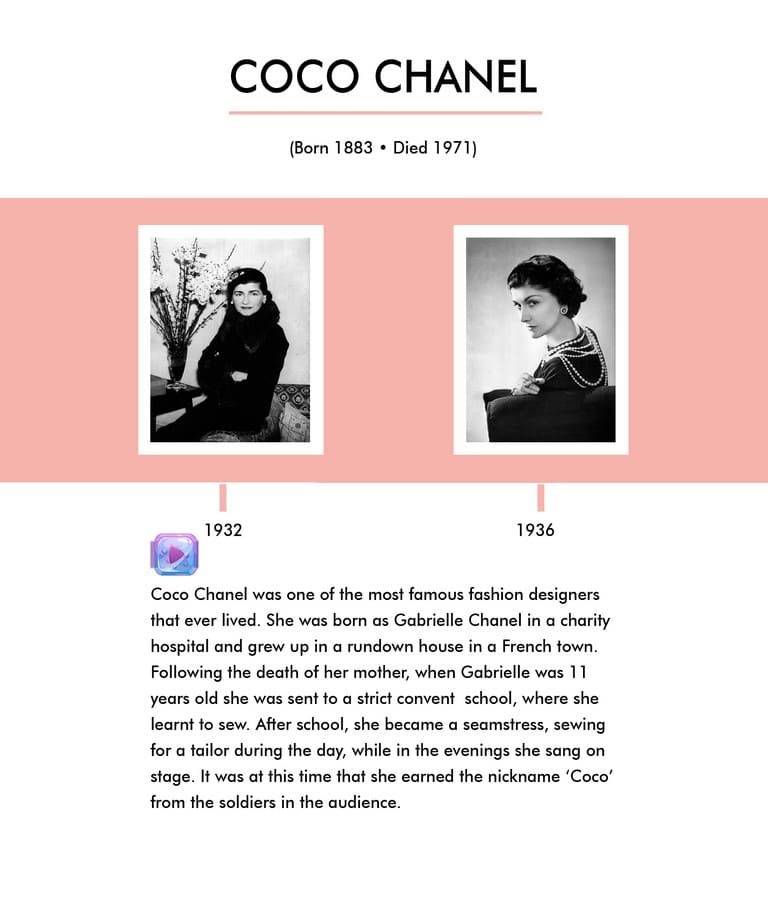 COCO CHANEL
(Born 1883 • Died 1971)
1932
1936
Coco Chanel was one of the most famous fashion designers
that ever lived. She was born as Gabrielle Chanel in a charity
hospital and grew up in a rundown house in a French town.
Following the death of her mother, when Gabrielle was 11
years old she was sent to a strict convent  school, where she
learnt to sew. After school, she became a seamstress, sewing
for a tailor during the day, while in the evenings she sang on
stage. It was at this time that she earned the nickname ‘Coco’
from the soldiers in the audience.